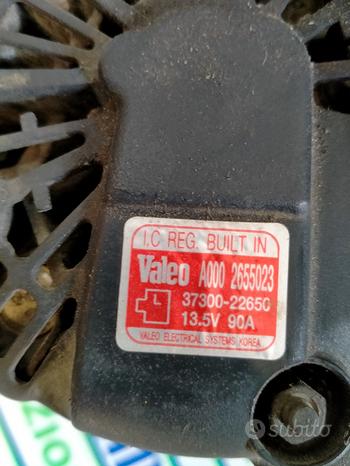 I.C REG. BUILT IN
Valeo A000 2655023
37300-22650
13.5V 90A
VALEO ELECTRICAL SYSTEMS KOREA
subito